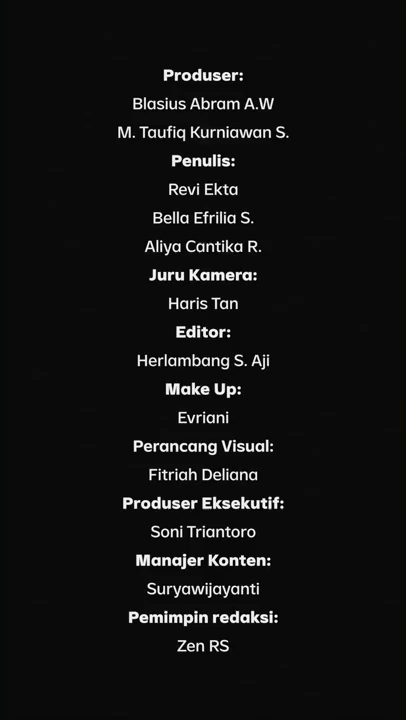 Produser:
Blasius Abram A.W
M. Taufiq Kurniawan S.
Penulis:
Revi Ekta
Bella Efrilia S.
Aliya Cantika R.
Juru Kamera:
Haris Tan
Editor:
Herlambang S. Aji
Make Up:
Evriani
Perancang Visual:
Fitriah Deliana
Produser Eksekutif:
Soni Triantoro
Manajer Konten:
Suryawijayanti
Pemimpin redaksi:
Zen RS